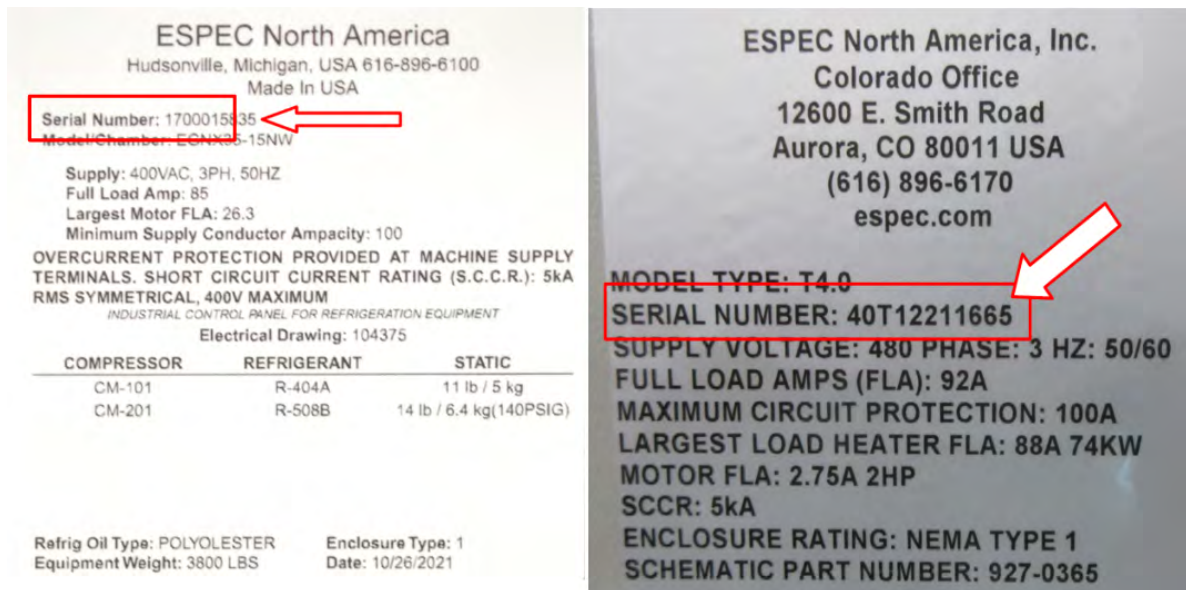 ESPEC North America
Hudsonville, Michigan, USA 616-896-6100
Made In USA
Serial Number: 1700015835
Model/Chamber: EGNX35-15NW
Supply: 400VAC, 3PH, 50HZ
Full Load Amp: 85
Largest Motor FLA: 26.3
Minimum Supply Conductor Ampacity: 100
OVERCURRENT PROTECTION PROVIDED AT MACHINE SUPPLY
TERMINALS. SHORT CIRCUIT CURRENT RATING (S.C.C.R.): 5kA
RMS SYMMETRICAL, 400V MAXIMUM
INDUSTRIAL CONTROL PANEL FOR REFRIGERATION EQUIPMENT
Electrical Drawing: 104375
COMPRESSOR REFRIGERANT STATIC
CM-101 R-404A 11 lb / 5 kg
CM-201 R-508B 14 lb / 6.4 kg(140PSIG)
Refrig Oil Type: POLYOLESTER Enclosure Type: 1
Equipment Weight: 3800 LBS Date: 10/26/2021
ESPEC North America, Inc.
Colorado Office
12600 E. Smith Road
Aurora, CO 80011 USA
(616) 896-6170
espec.com
MODEL TYPE: T4.0
SERIAL NUMBER: 40T12211665
SUPPLY VOLTAGE: 480 PHASE: 3 HZ: 50/60
FULL LOAD AMPS (FLA): 92A
MAXIMUM CIRCUIT PROTECTION: 100A
LARGEST LOAD HEATER FLA: 88A 74KW
MOTOR FLA: 2.75A 2HP
SCCR: 5kA
ENCLOSURE RATING: NEMA TYPE 1
SCHEMATIC PART NUMBER: 927-0365